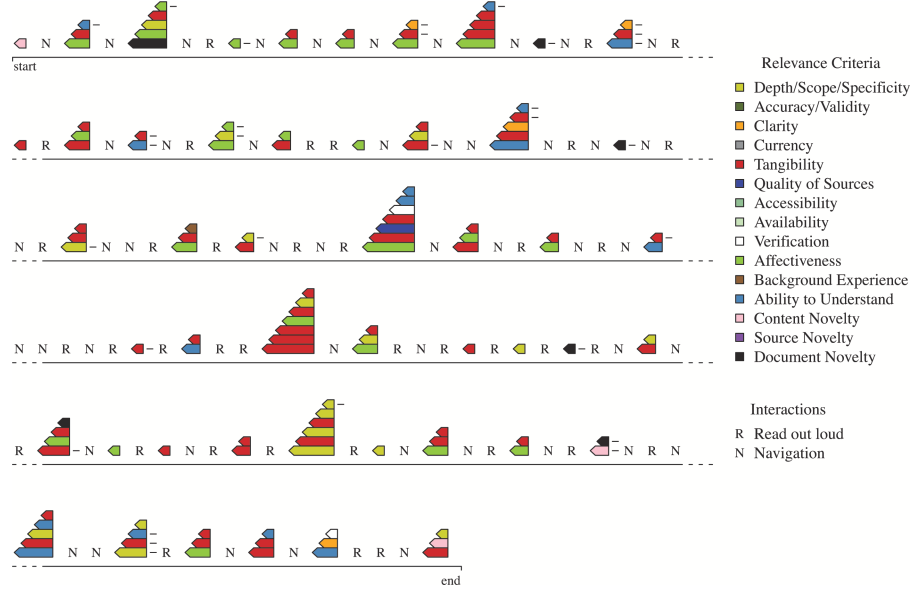 N N N R N N N N N N R N R
start
R N N R N R R N N N N R N N R
N R N N R N N R N R N N R N R N
N N R N R R R R N R N R R R R N N
R N R N R R R N N R N R N R N
N N R N N R R N
end
Relevance Criteria
Depth/Scope/Specificity
Accuracy/Validity
Clarity
Currency
Tangibility
Quality of Sources
Accessibility
Availability
Verification
Affectiveness
Background Experience
Ability to Understand
Content Novelty
Source Novelty
Document Novelty
Interactions
R Read out loud
N Navigation